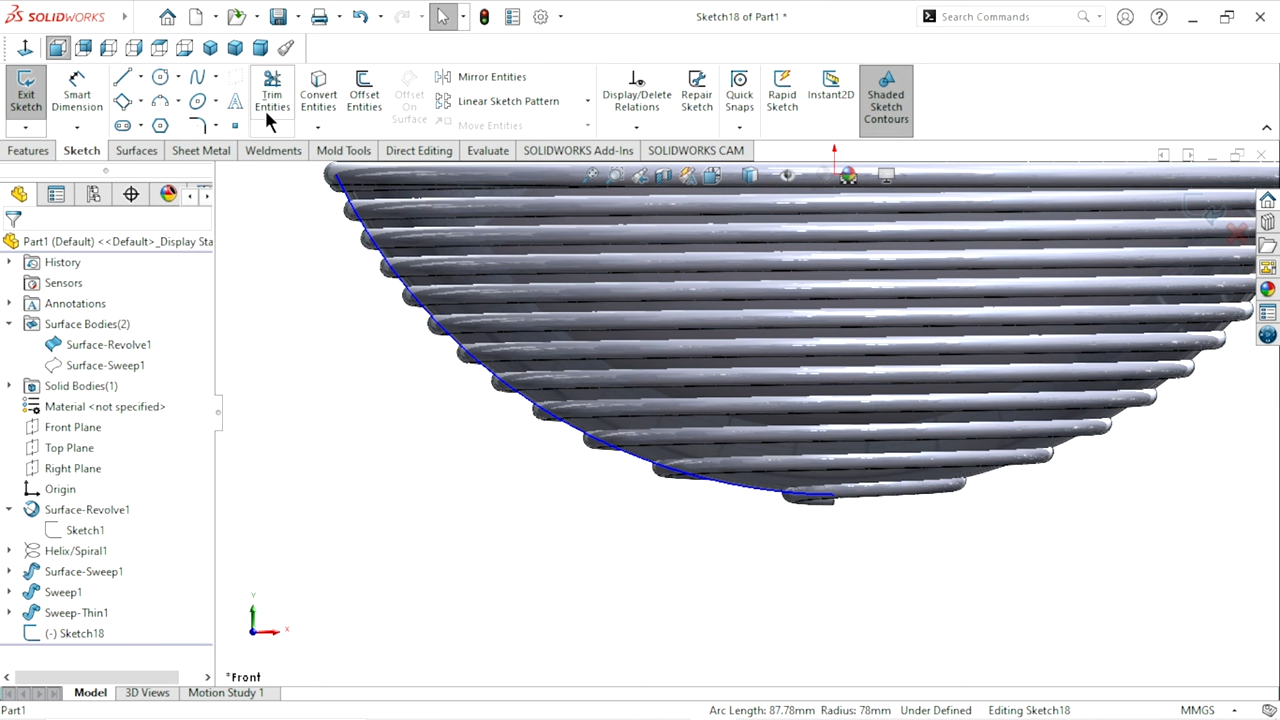 SOLIDWORKS
Sketch18 of Part1 *
Search Commands
Exit Sketch
Smart Dimension
Trim Entities
Convert Entities
Offset Entities
Offset On Surface
Mirror Entities
Linear Sketch Pattern
Move Entities
Display/Delete Relations
Repair Sketch
Quick Snaps
Rapid Sketch
Instant2D
Shaded Sketch Contours
Features
Sketch
Surfaces
Sheet Metal
Weldments
Mold Tools
Direct Editing
Evaluate
SOLIDWORKS Add-Ins
SOLIDWORKS CAM
Part1 (Default) <<Default>_Display Sta
History
Sensors
Annotations
Surface Bodies(2)
Surface-Revolve1
Surface-Sweep1
Solid Bodies(1)
Material <not specified>
Front Plane
Top Plane
Right Plane
Origin
Surface-Revolve1
Sketch1
Helix/Spiral1
Surface-Sweep1
Sweep1
Sweep-Thin1
(-) Sketch18
Y
X
*Front
Model
3D Views
Motion Study 1
Part1
Arc Length: 87.78mm Radius: 78mm Under Defined Editing Sketch18 MMGS